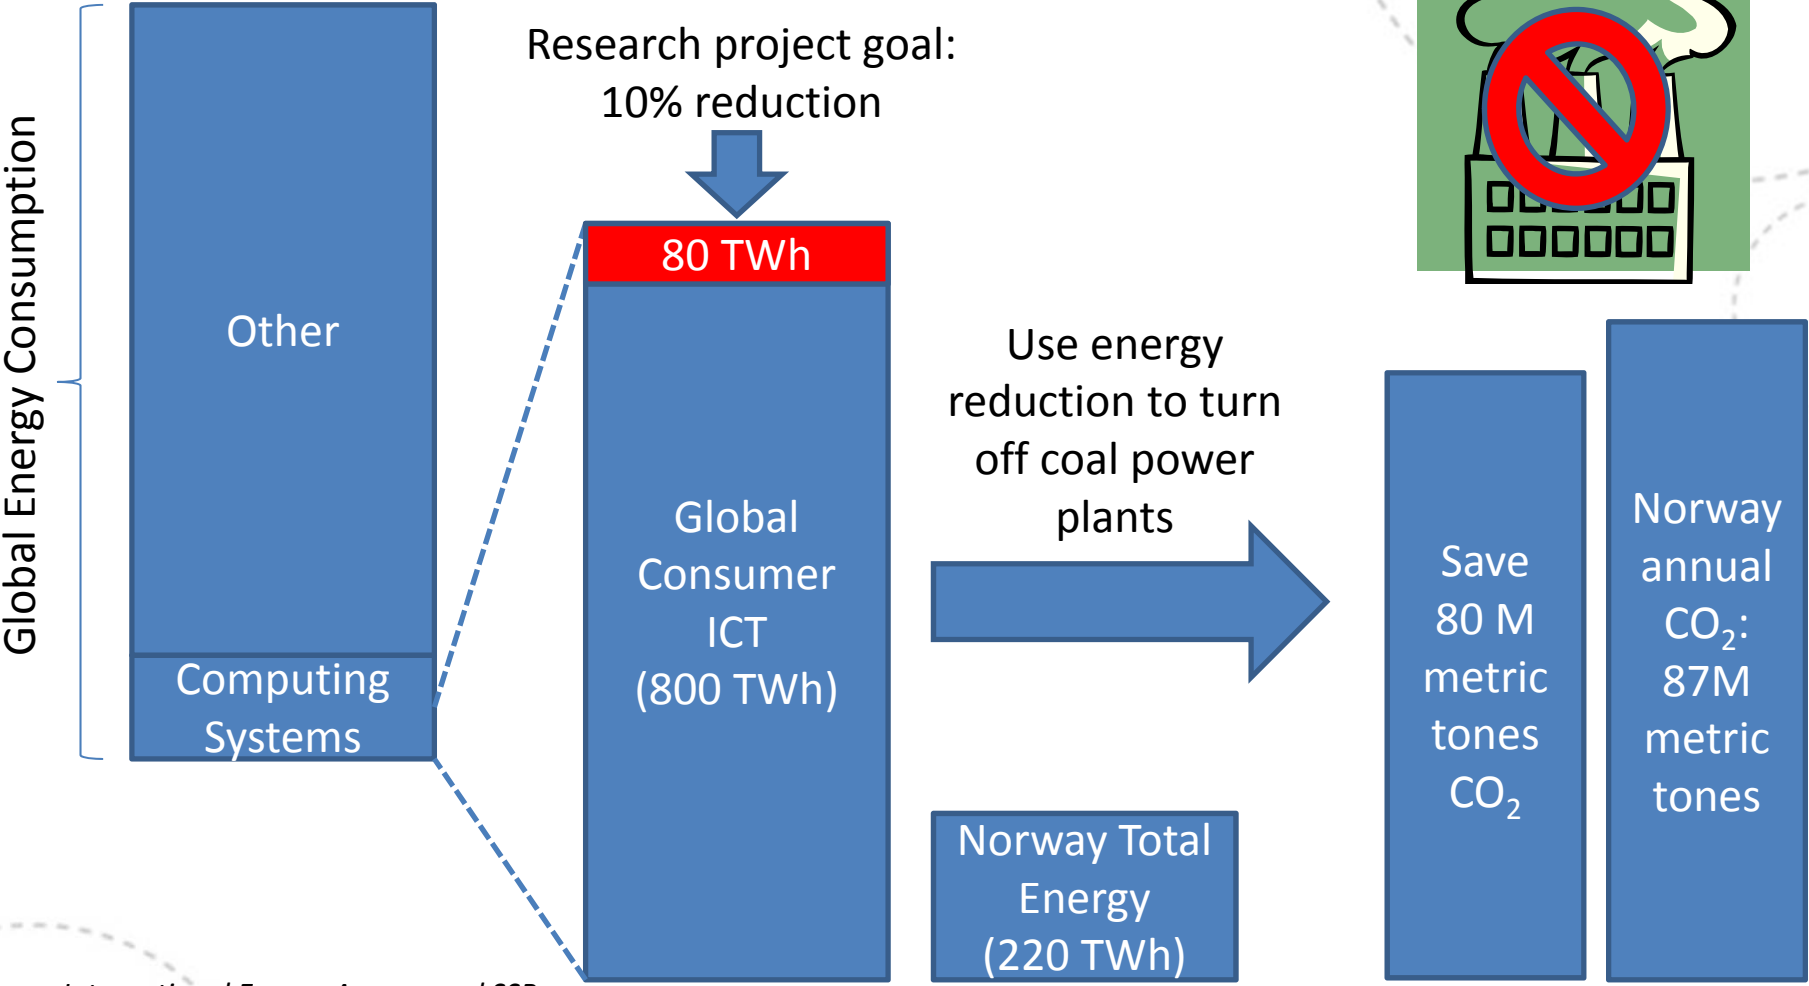 Global Energy Consumption
Other
Computing
Systems
Research project goal:
10% reduction
80 TWh
Global
Consumer
ICT
(800 TWh)
Use energy
reduction to turn
off coal power
plants
Norway Total
Energy
(220 TWh)
Save
80 M
metric
tones
CO₂
Norway
annual
CO₂:
87M
metric
tones